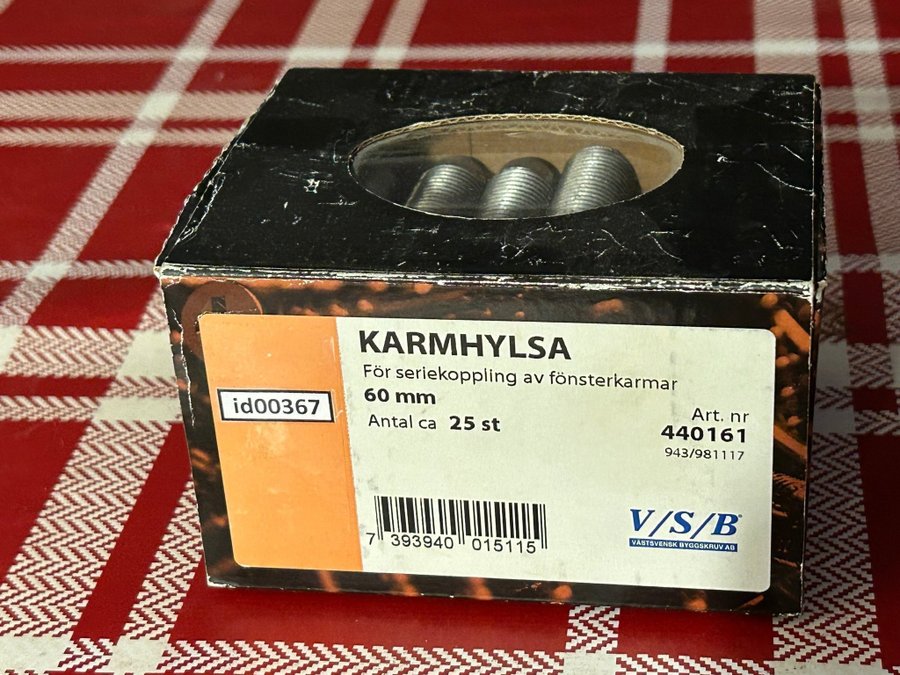 KARMHYLSA
För seriekoppling av fönsterkarmar
60 mm
Antal ca 25 st
id00367
Art. nr
440161
943/981117
7 393940 015115
V/S/B
VÄSTSVENSK BYGGSKRUV AB